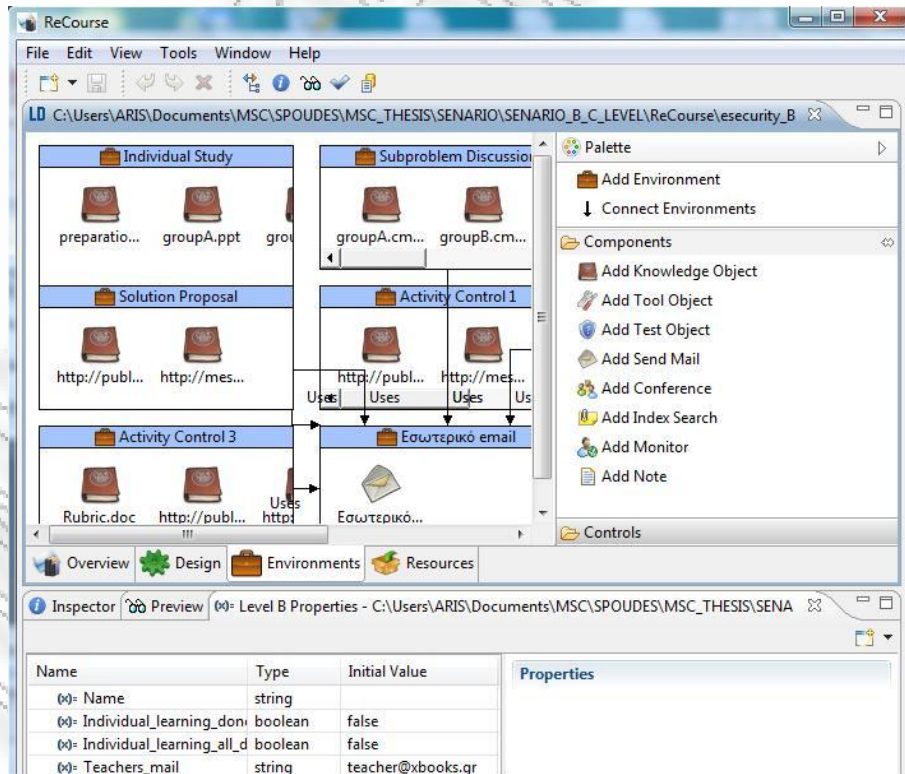 ReCourse
File Edit View Tools Window Help
LD C:\Users\ARIS\Documents\MSC\SPOUDES\MSC_THESIS\SENARIO\SENARIO_B_C_LEVEL\ReCourse\esecurity_B
Individual Study
preparatio... groupA.ppt grou
Subproblem Discussion
groupA.cm... groupB.cm...
Solution Proposal
http://publ... http://mes...
Activity Control 1
http://publ... http://mes...
Uses Uses Uses Us
Activity Control 3
Rubric.doc http://publ... http:
Uses
Εσωτερικό email
Εσωτερικό...
Palette
Add Environment
Connect Environments
Components
Add Knowledge Object
Add Tool Object
Add Test Object
Add Send Mail
Add Conference
Add Index Search
Add Monitor
Add Note
Controls
Overview Design Environments Resources
Inspector Preview (x)= Level B Properties - C:\Users\ARIS\Documents\MSC\SPOUDES\MSC_THESIS\SENA
Name Type Initial Value
Properties
(x)= Name string
(x)= Individual_learning_don boolean false
(x)= Individual_learning_all_d boolean false
(x)= Teachers_mail string teacher@xbooks.gr